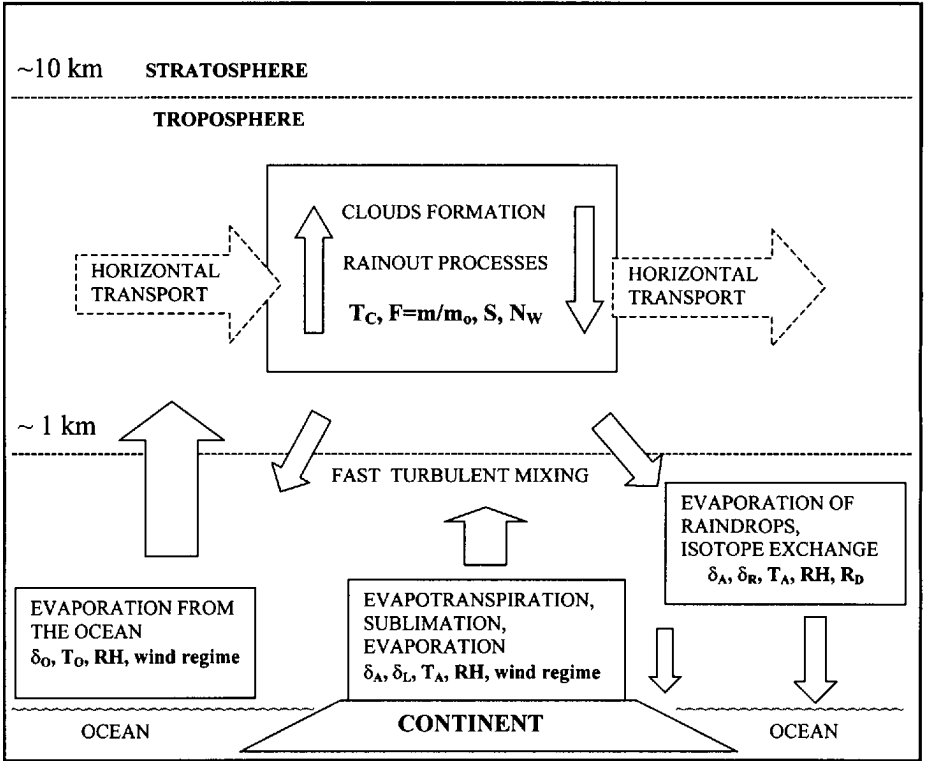 ~10 km STRATOSPHERE
TROPOSPHERE
CLOUDS FORMATION
RAINOUT PROCESSES
T_C, F=m/m_o, S, N_W
HORIZONTAL
TRANSPORT
HORIZONTAL
TRANSPORT
~ 1 km
FAST TURBULENT MIXING
EVAPORATION OF
RAINDROPS,
ISOTOPE EXCHANGE
δ_A, δ_R, T_A, RH, R_D
EVAPORATION FROM
THE OCEAN
δ_O, T_O, RH, wind regime
EVAPOTRANSPIRATION,
SUBLIMATION,
EVAPORATION
δ_A, δ_L, T_A, RH, wind regime
OCEAN
CONTINENT
OCEAN